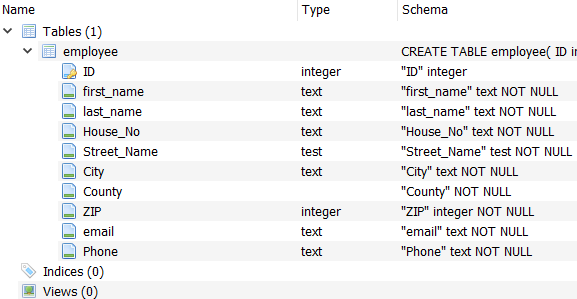 Name Type Schema
Tables (1)
employee CREATE TABLE employee( ID in
ID integer "ID" integer
first_name text "first_name" text NOT NULL
last_name text "last_name" text NOT NULL
House_No text "House_No" text NOT NULL
Street_Name test "Street_Name" test NOT NULL
City text "City" text NOT NULL
County "County" NOT NULL
ZIP integer "ZIP" integer NOT NULL
email text "email" text NOT NULL
Phone text "Phone" text NOT NULL
Indices (0)
Views (0)